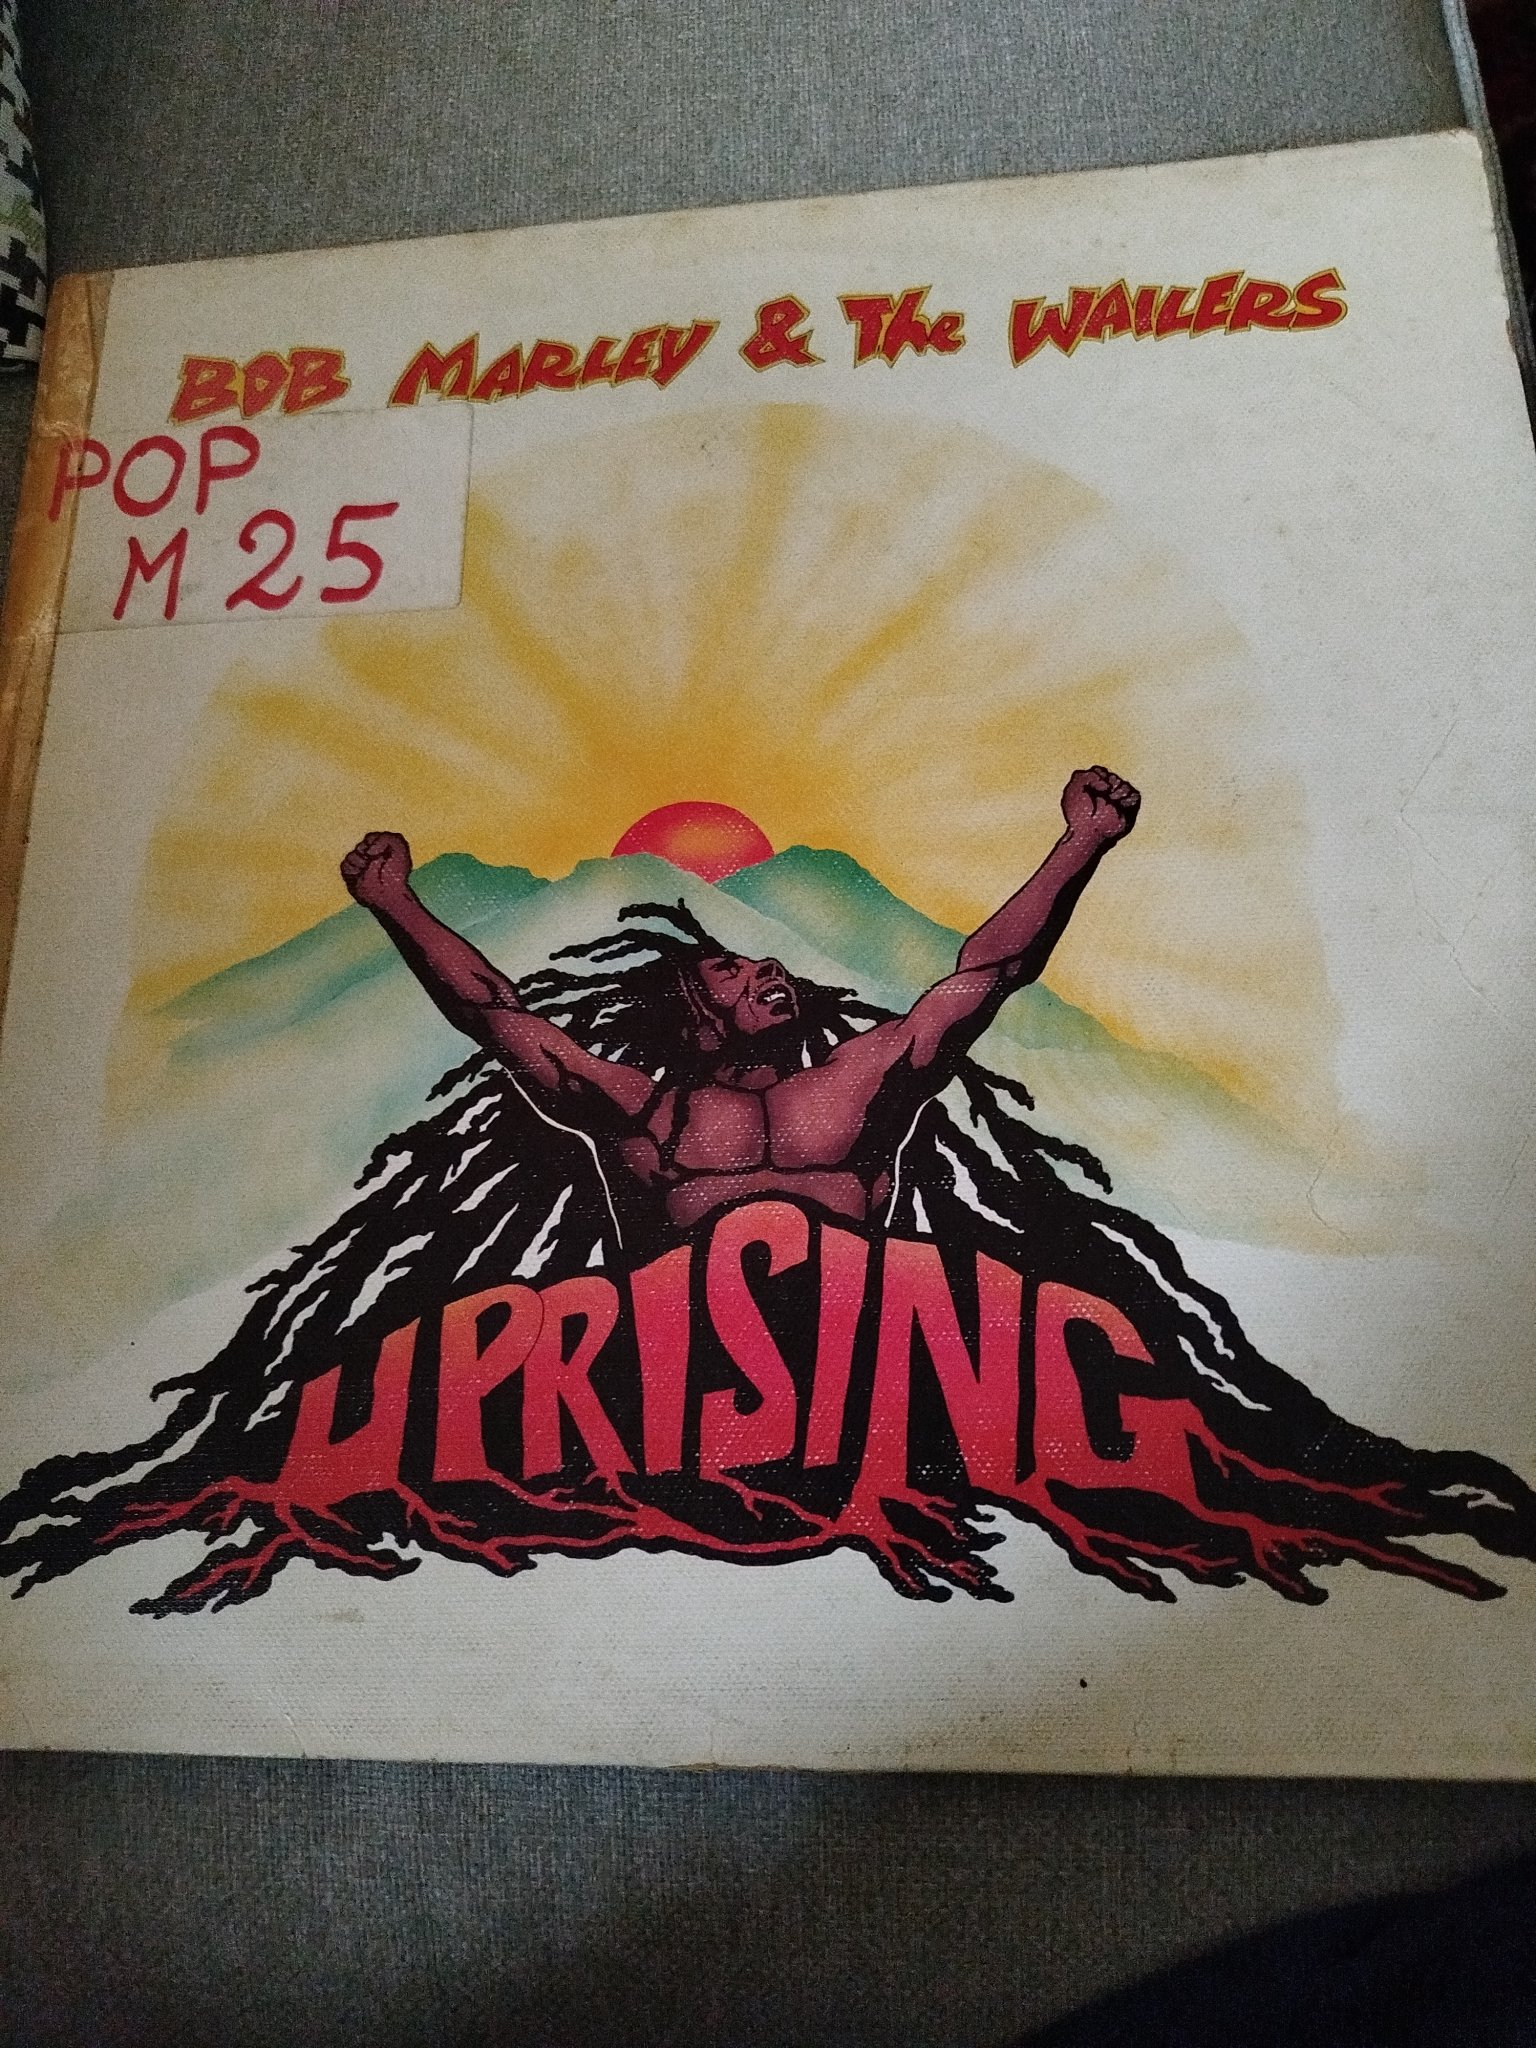 BOB MARLEY & The WAILERS
POP
M 25
UPRISING